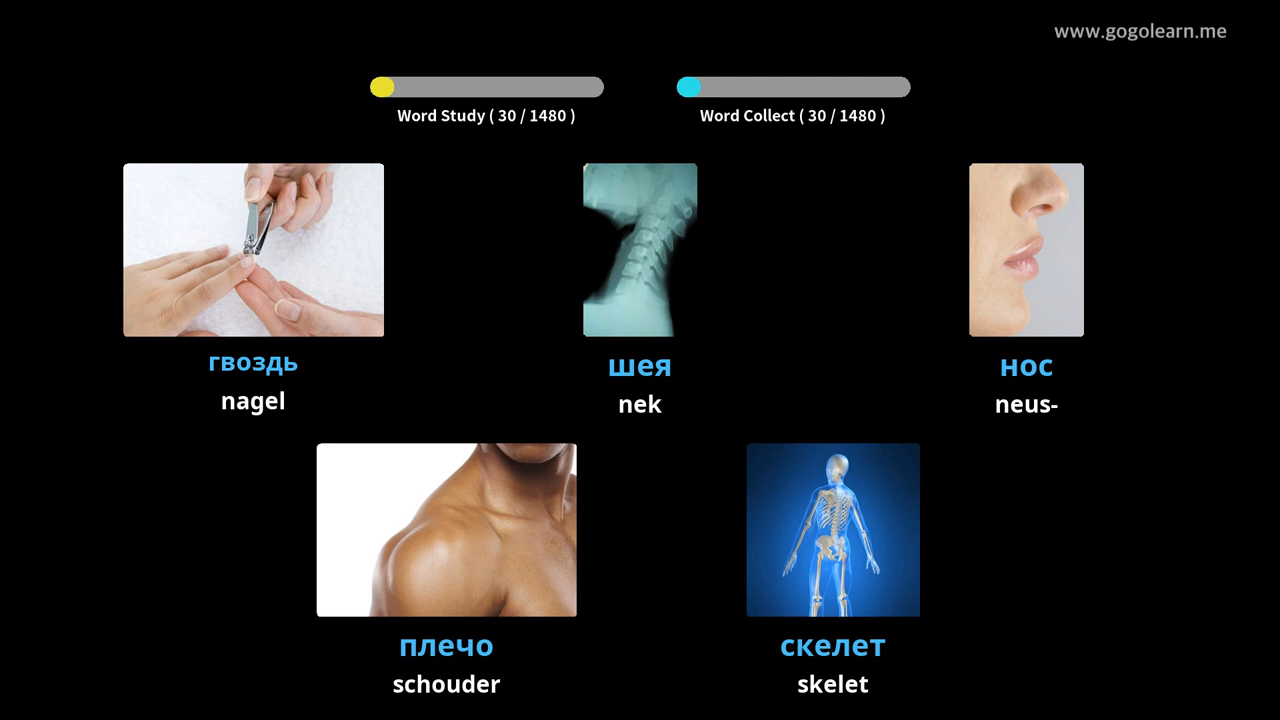 www.gogolearn.me
Word Study ( 30 / 1480 )
Word Collect ( 30 / 1480 )
гвоздь
nagel
шея
nek
нос
neus-
плечо
schouder
скелет
skelet